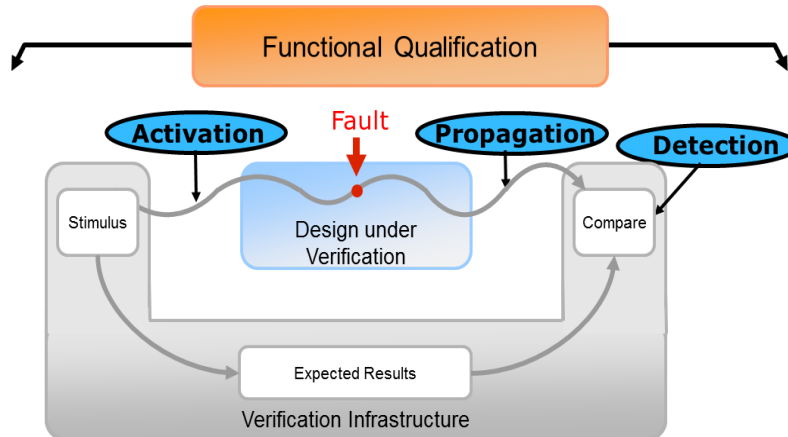 Functional Qualification
Activation
Fault
Propagation
Detection
Stimulus
Design under
Verification
Compare
Expected Results
Verification Infrastructure